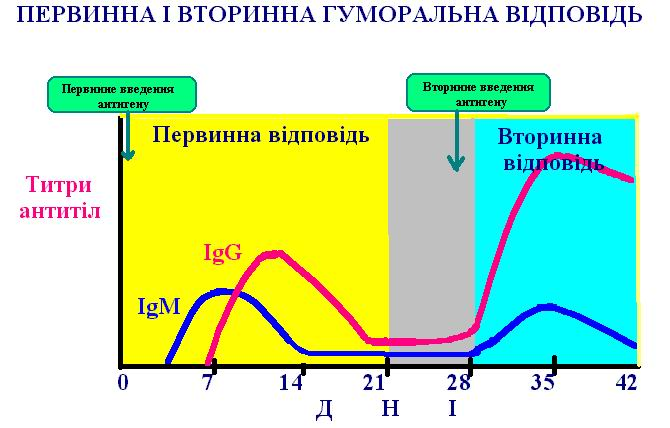 ПЕРВИННА І ВТОРИННА ГУМОРАЛЬНА ВІДПОВІДЬ
Первинне введення
антигену
Вторинне введення
антигену
Первинна відповідь
Вторинна
відповідь
Титри
антитіл
IgG
IgM
0 7 14 21 28 35 42
Д Н І